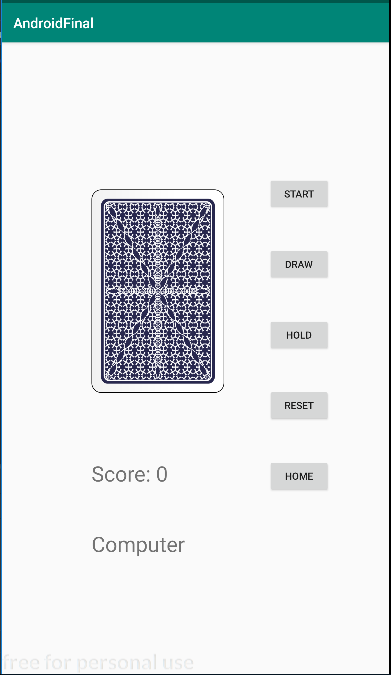 AndroidFinal
START
DRAW
HOLD
RESET
Score: 0
HOME
Computer
free for personal use